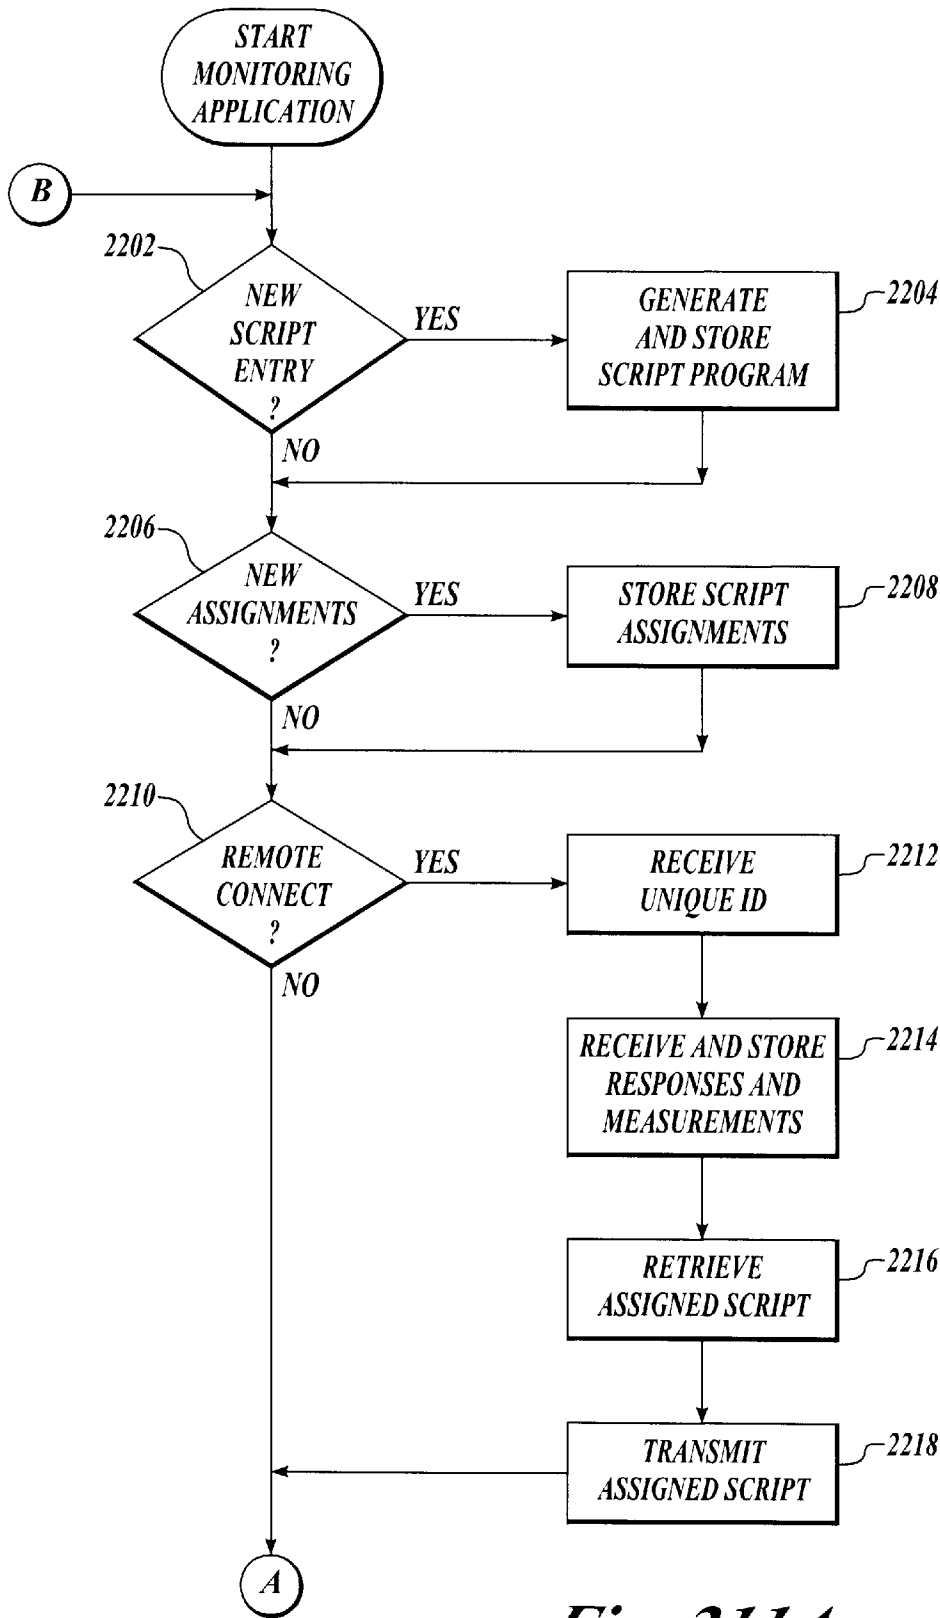 START
MONITORING
APPLICATION
B
2202
NEW
SCRIPT
ENTRY
?
YES
NO
GENERATE
AND STORE
SCRIPT PROGRAM
2204
2206
NEW
ASSIGNMENTS
?
YES
NO
STORE SCRIPT
ASSIGNMENTS
2208
2210
REMOTE
CONNECT
?
YES
NO
RECEIVE
UNIQUE ID
2212
RECEIVE AND STORE
RESPONSES AND
MEASUREMENTS
2214
RETRIEVE
ASSIGNED SCRIPT
2216
TRANSMIT
ASSIGNED SCRIPT
2218
A